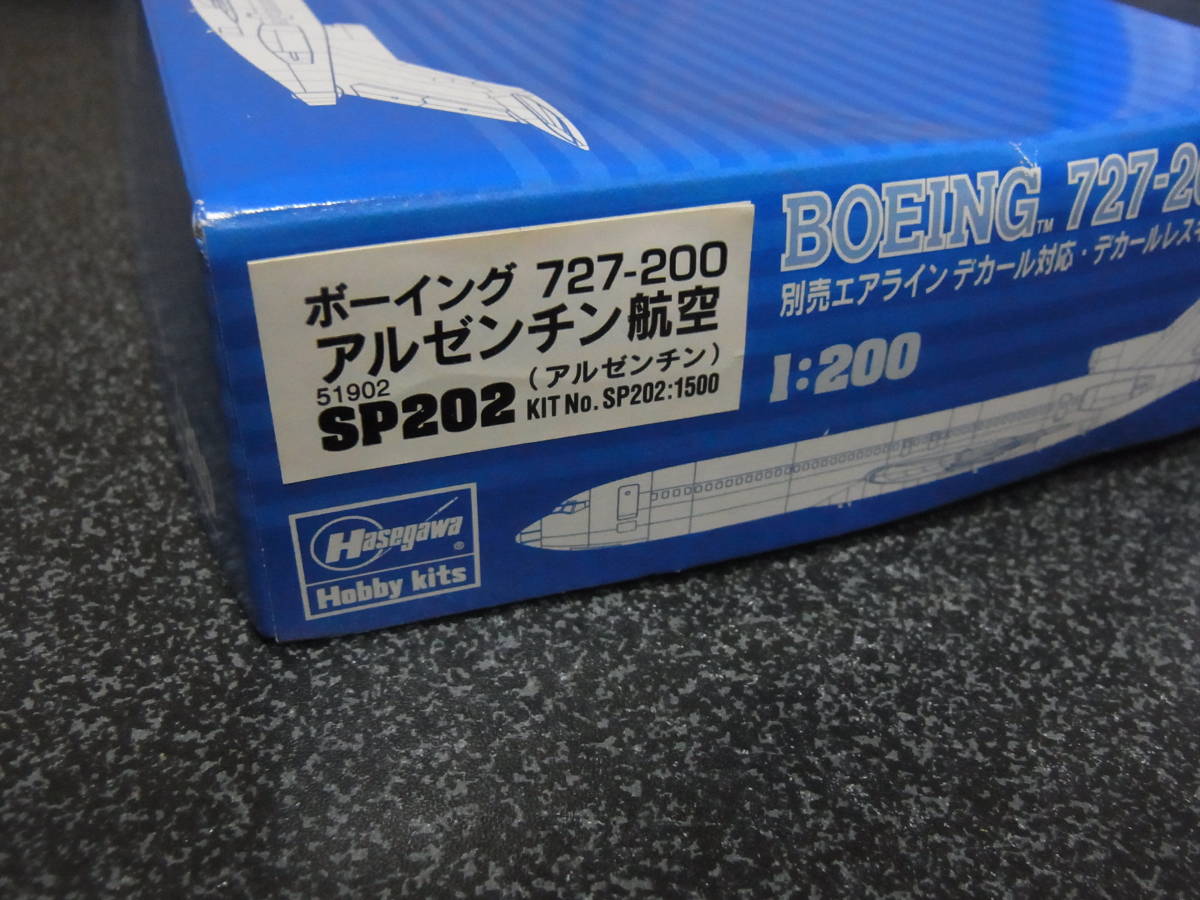 ボーイング 727-200
アルゼンチン航空
(アルゼンチン)
51902
SP202 KIT No. SP202:1500
Hasegawa®
Hobby kits
BOEING™ 727-20
別売エアラインデカール対応・デカールレスキ
1:200